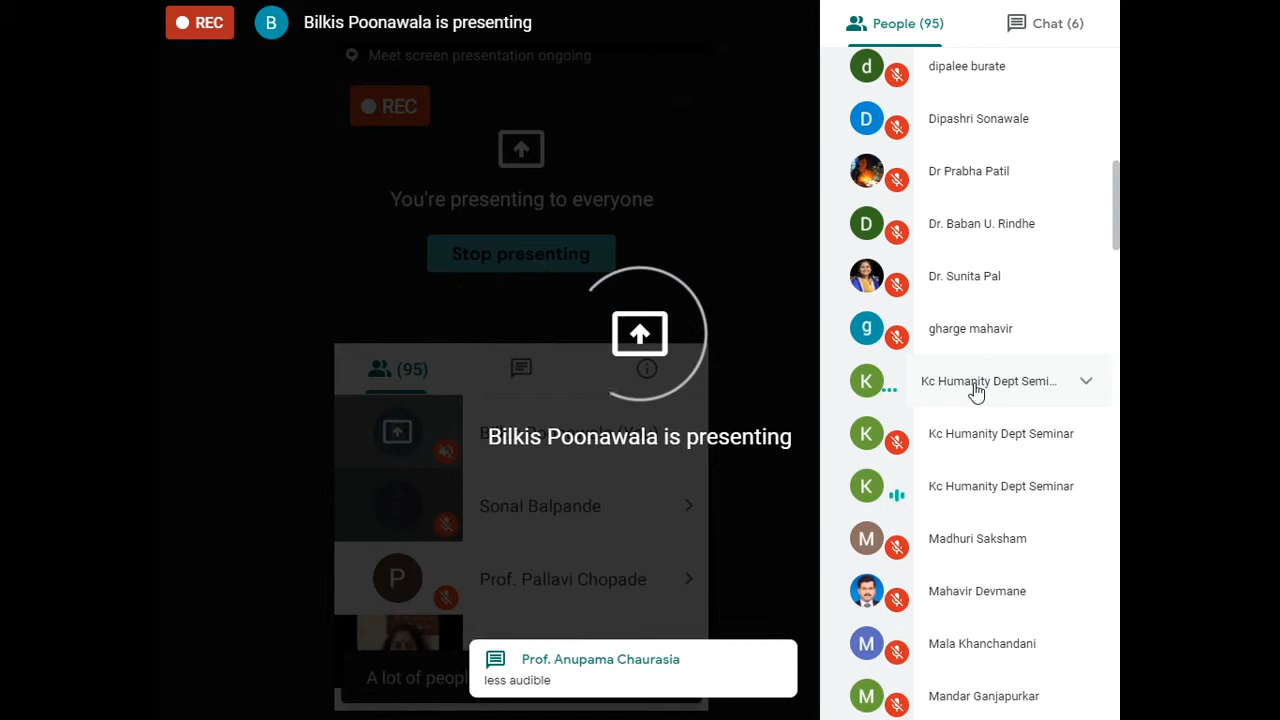 REC
B
Bilkis Poonawala is presenting
Meet screen presentation ongoing
REC
You're presenting to everyone
Stop presenting
(95)
Bilkis Poonawala is presenting
Sonal Balpande
P
Prof. Pallavi Chopade
A lot of peopl
Prof. Anupama Chaurasia
less audible
People (95)
Chat (6)
d
dipalee burate
D
Dipashri Sonawale
Dr Prabha Patil
D
Dr. Baban U. Rindhe
Dr. Sunita Pal
g
gharge mahavir
K
Kc Humanity Dept Semi...
K
Kc Humanity Dept Seminar
K
Kc Humanity Dept Seminar
M
Madhuri Saksham
Mahavir Devmane
M
Mala Khanchandani
M
Mandar Ganjapurkar